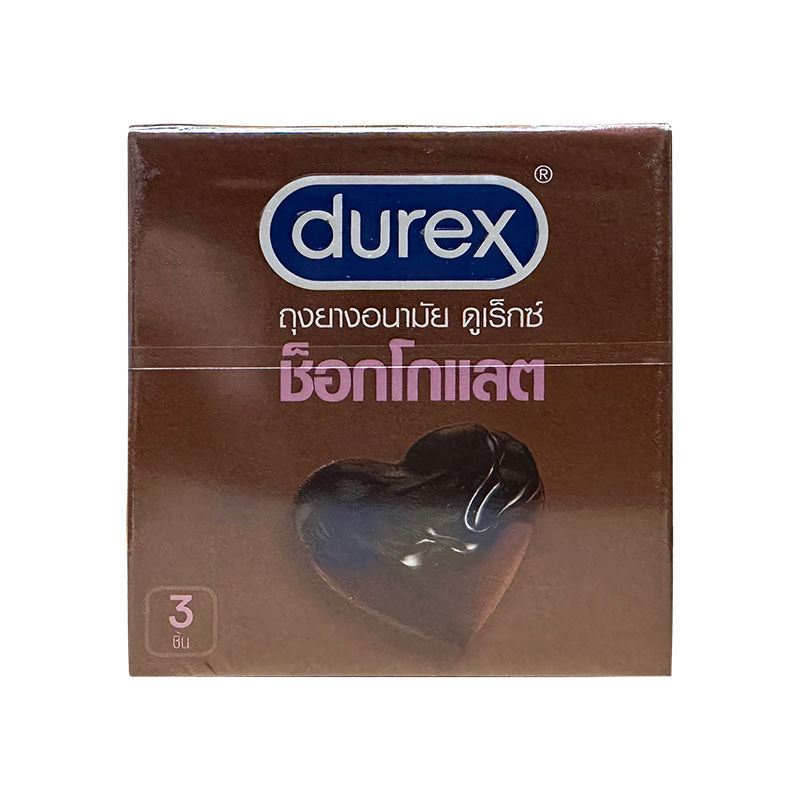 durex®
ถุงยางอนามัย ดูเร็กซ์
ช็อกโกแลต
3
ชิ้น